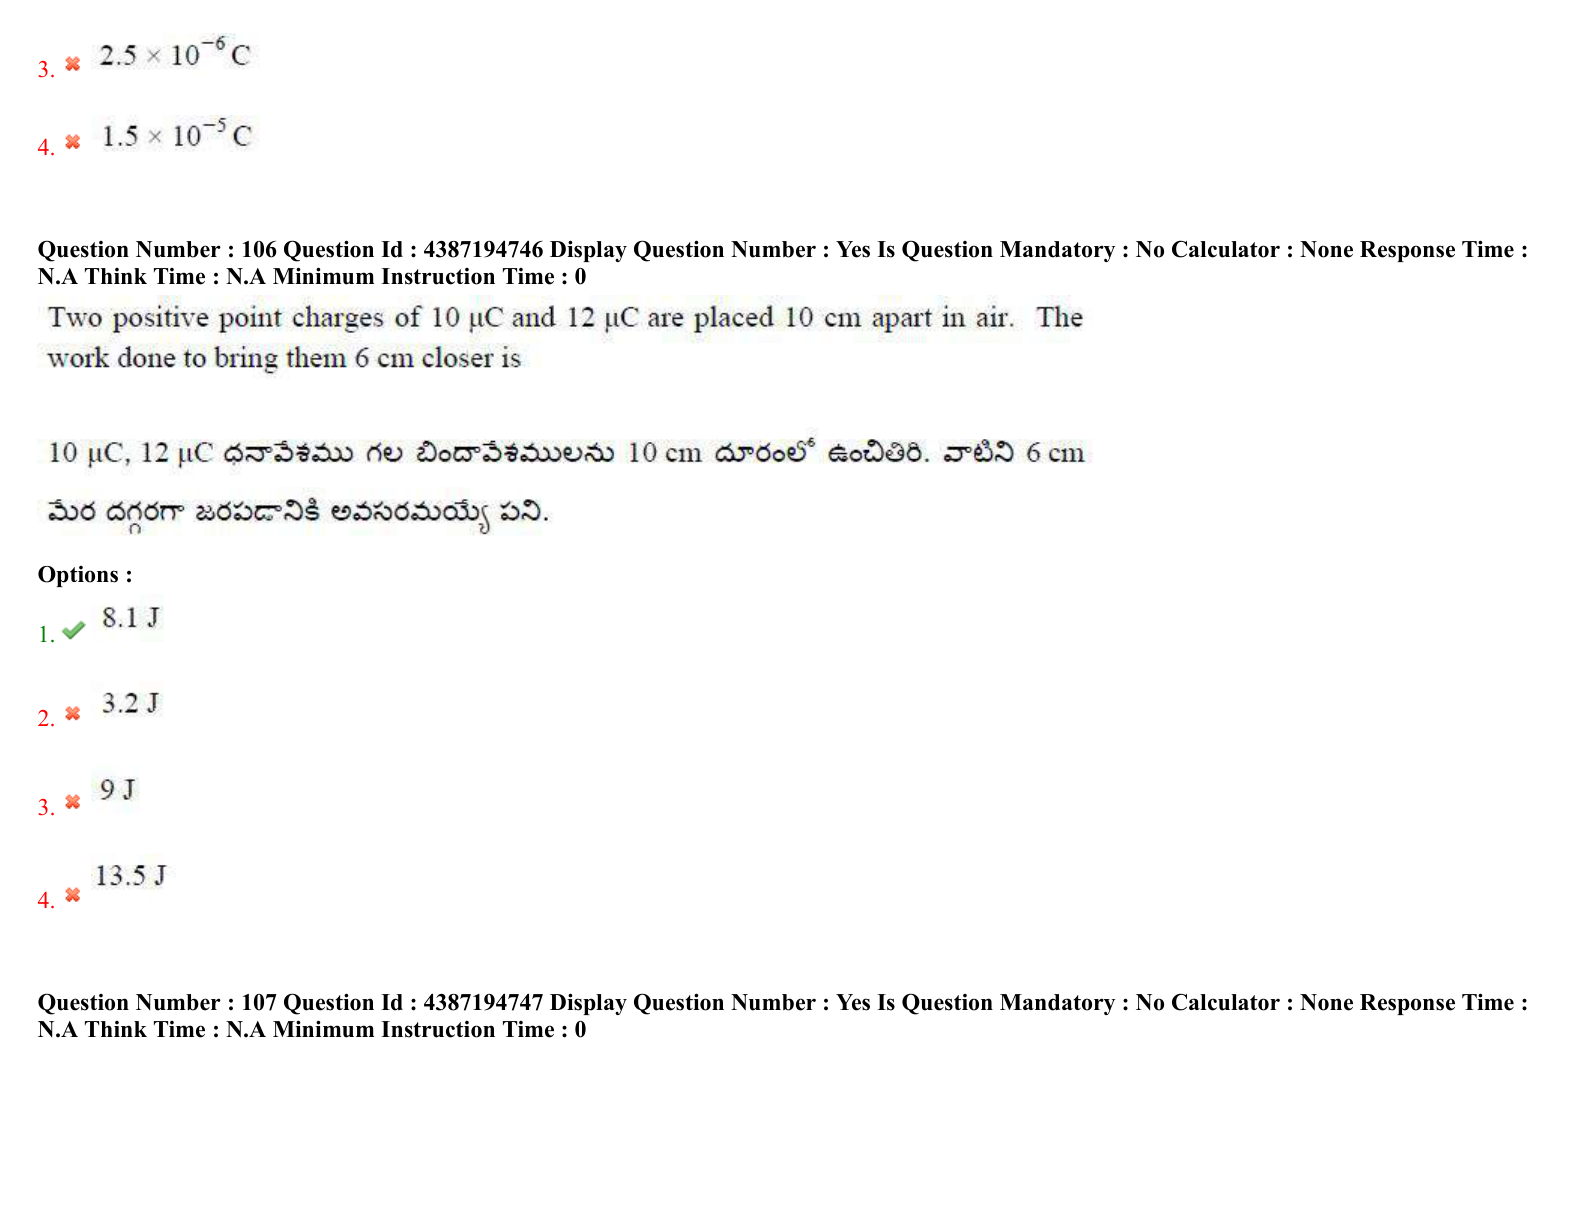 3. 2.5 × 10⁻⁶ C
4. 1.5 × 10⁻⁵ C
Question Number : 106 Question Id : 4387194746 Display Question Number : Yes Is Question Mandatory : No Calculator : None Response Time :
N.A Think Time : N.A Minimum Instruction Time : 0
Two positive point charges of 10 μC and 12 μC are placed 10 cm apart in air. The
work done to bring them 6 cm closer is
10 μC, 12 μC ధనావేశము గల బిందావేశములను 10 cm దూరంలో ఉంచితిరి. వాటిని 6 cm
మేర దగ్గరగా జరపడానికి అవసరమయ్యే పని.
Options :
1. 8.1 J
2. 3.2 J
3. 9 J
4. 13.5 J
Question Number : 107 Question Id : 4387194747 Display Question Number : Yes Is Question Mandatory : No Calculator : None Response Time :
N.A Think Time : N.A Minimum Instruction Time : 0